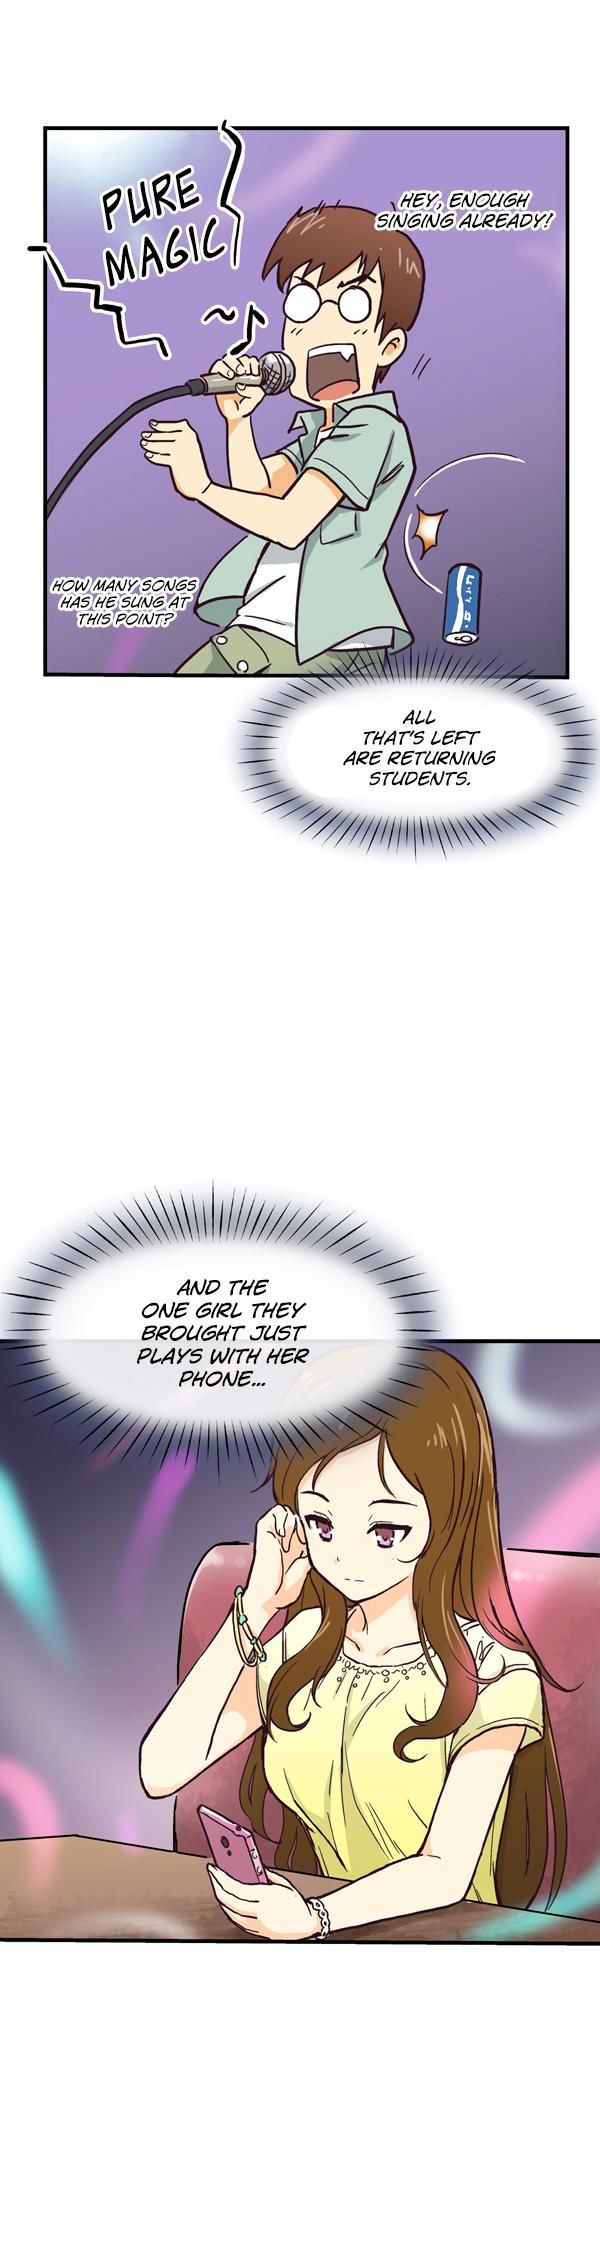 PURE
MAGIC
HEY, ENOUGH
SINGING ALREADY!
HOW MANY SONGS
HAS HE SUNG AT
THIS POINT?
ALL
THAT'S LEFT
ARE RETURNING
STUDENTS.
AND THE
ONE GIRL THEY
BROUGHT JUST
PLAYS WITH HER
PHONE...